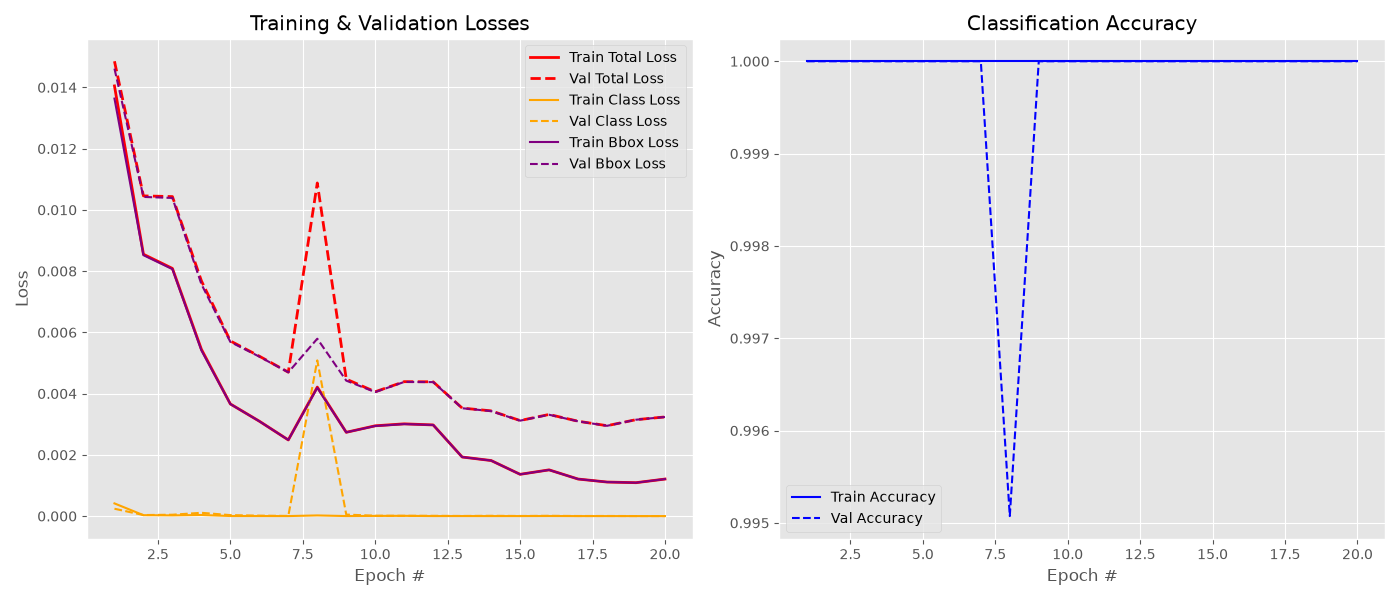 Training & Validation Losses
Loss
0.014
0.012
0.010
0.008
0.006
0.004
0.002
0.000
Train Total Loss
Val Total Loss
Train Class Loss
Val Class Loss
Train Bbox Loss
Val Bbox Loss
2.5 5.0 7.5 10.0 12.5 15.0 17.5 20.0
Epoch #
Classification Accuracy
Accuracy
1.000
0.999
0.998
0.997
0.996
0.995
Train Accuracy
Val Accuracy
2.5 5.0 7.5 10.0 12.5 15.0 17.5 20.0
Epoch #